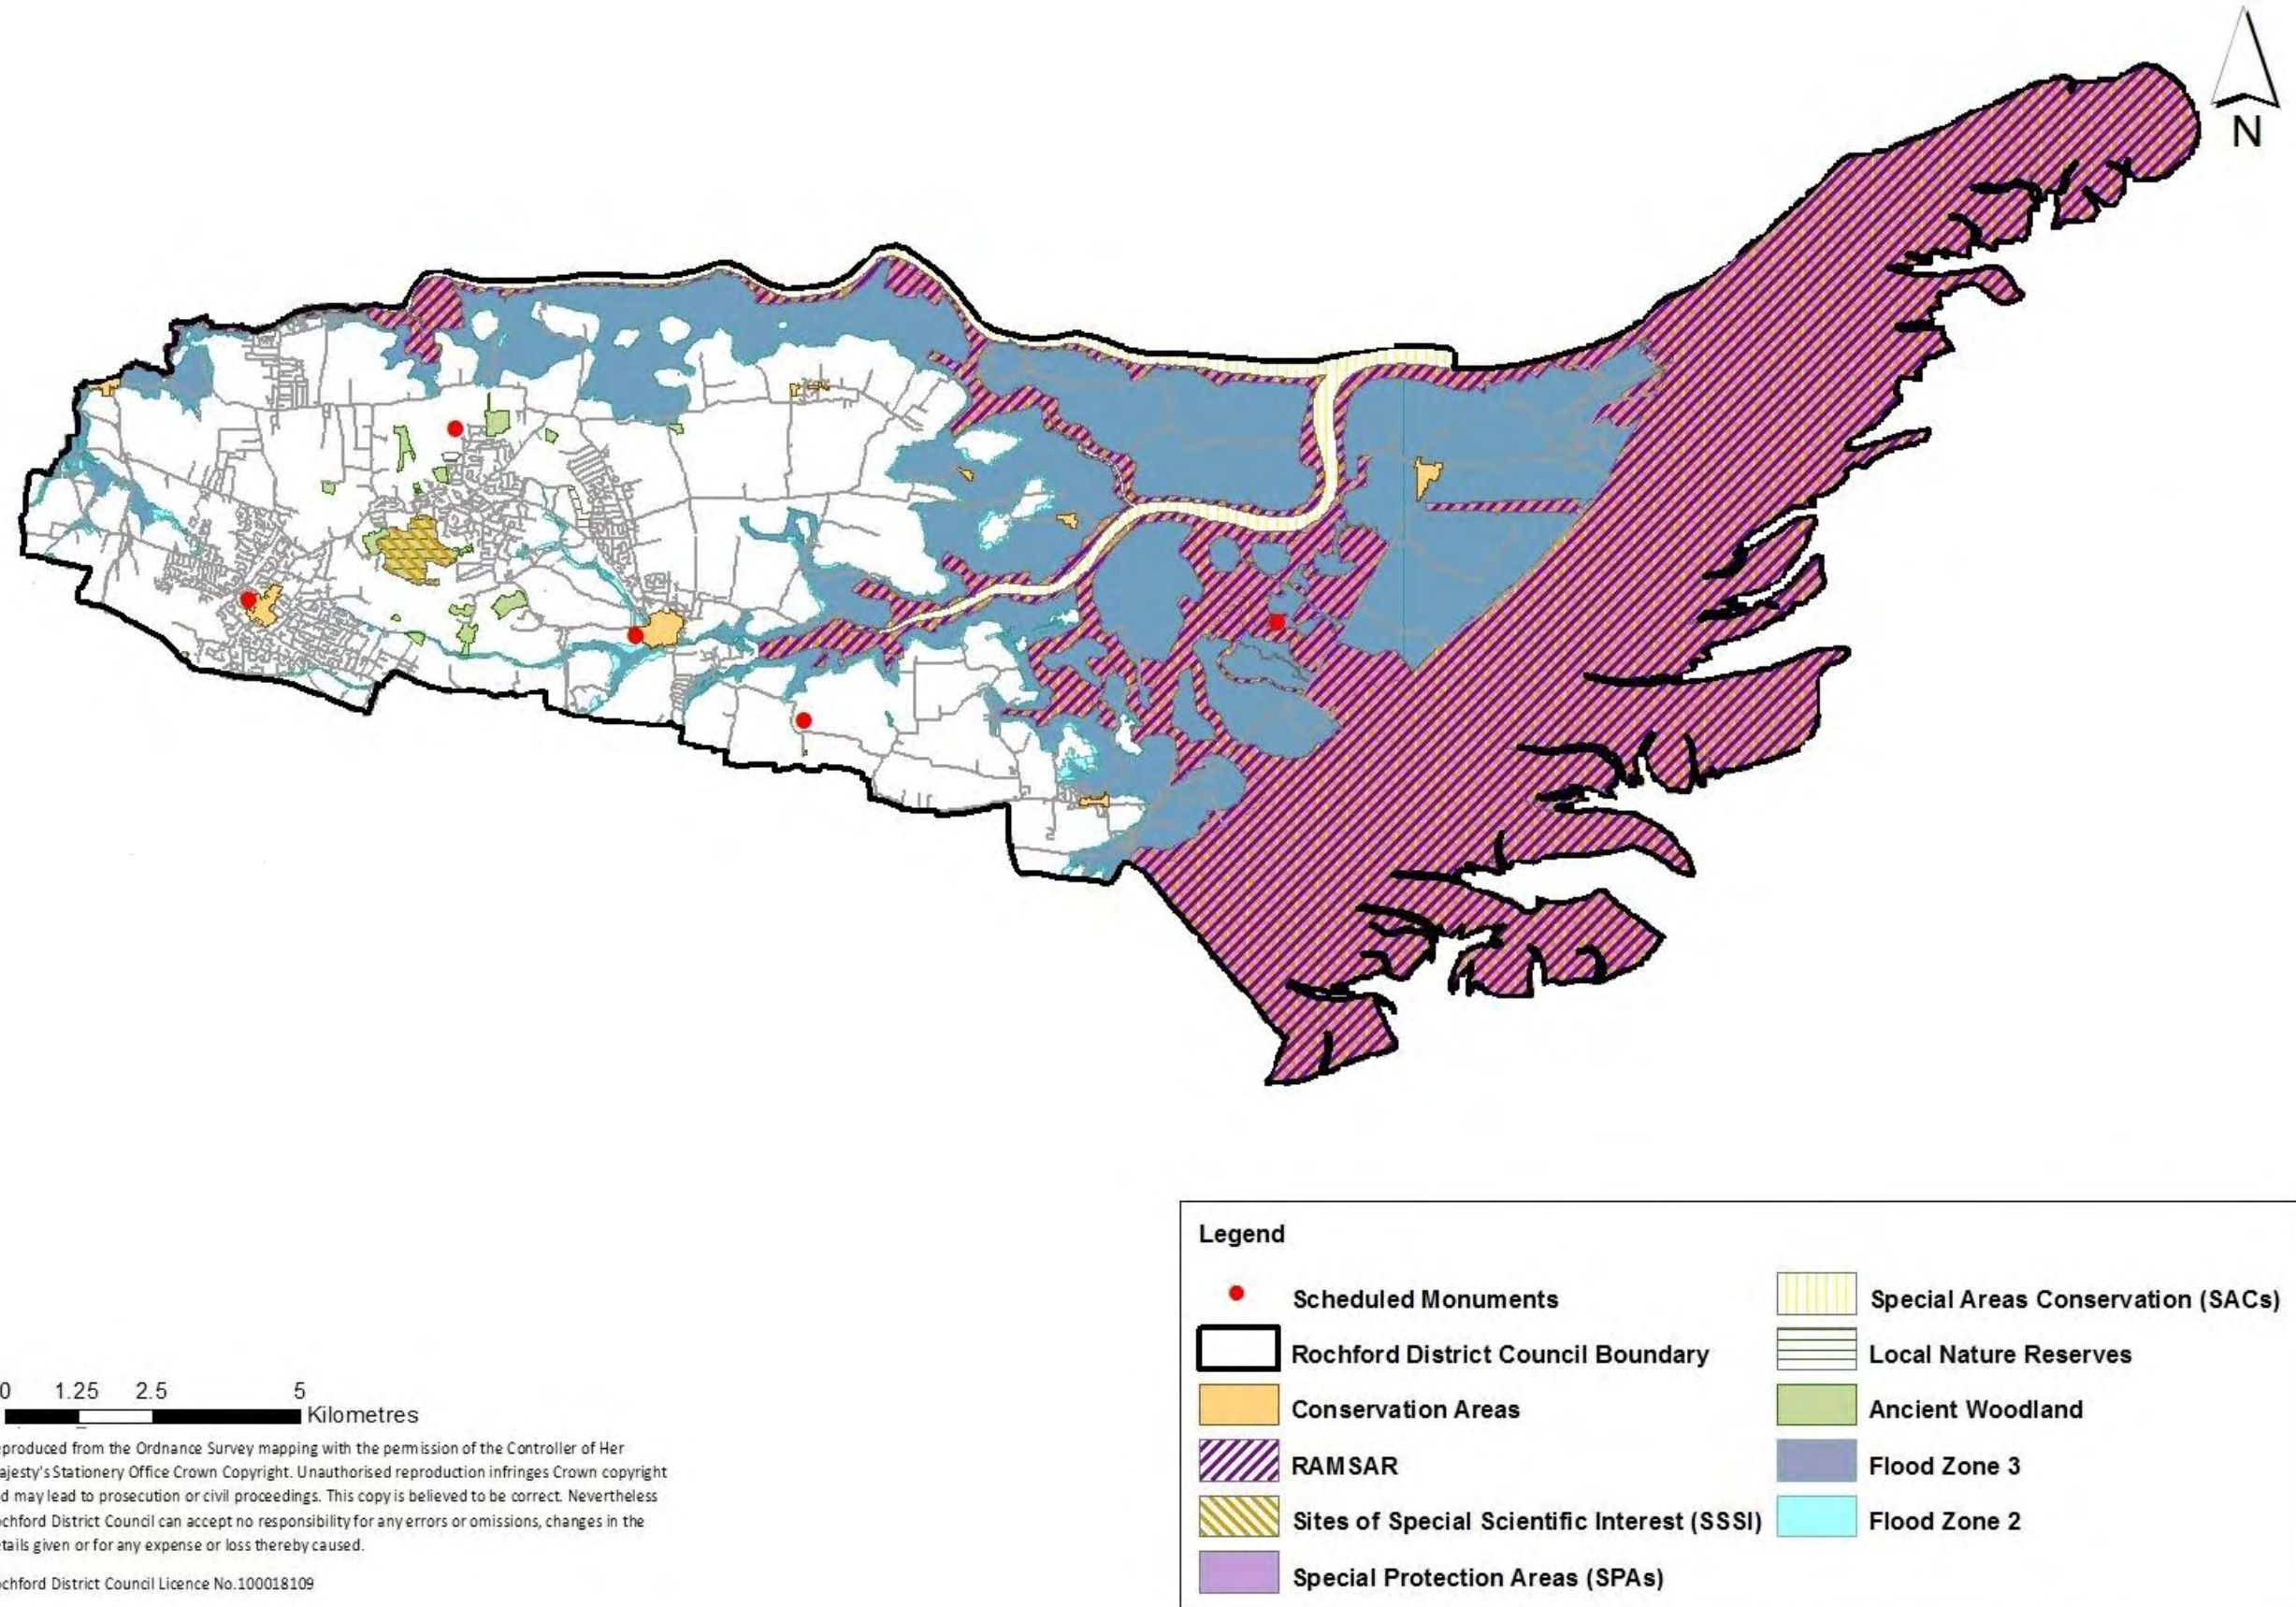 N
Legend
Scheduled Monuments
Rochford District Council Boundary
Conservation Areas
RAMSAR
Sites of Special Scientific Interest (SSSI)
Special Protection Areas (SPAs)
Special Areas Conservation (SACs)
Local Nature Reserves
Ancient Woodland
Flood Zone 3
Flood Zone 2
0 1.25 2.5 5
Kilometres
eproduced from the Ordnance Survey mapping with the permission of the Controller of Her
ajesty's Stationery Office Crown Copyright. Unauthorised reproduction infringes Crown copyright
d may lead to prosecution or civil proceedings. This copy is believed to be correct. Nevertheless
ochford District Council can accept no responsibility for any errors or omissions, changes in the
etails given or for any expense or loss thereby caused.
ochford District Council Licence No.100018109